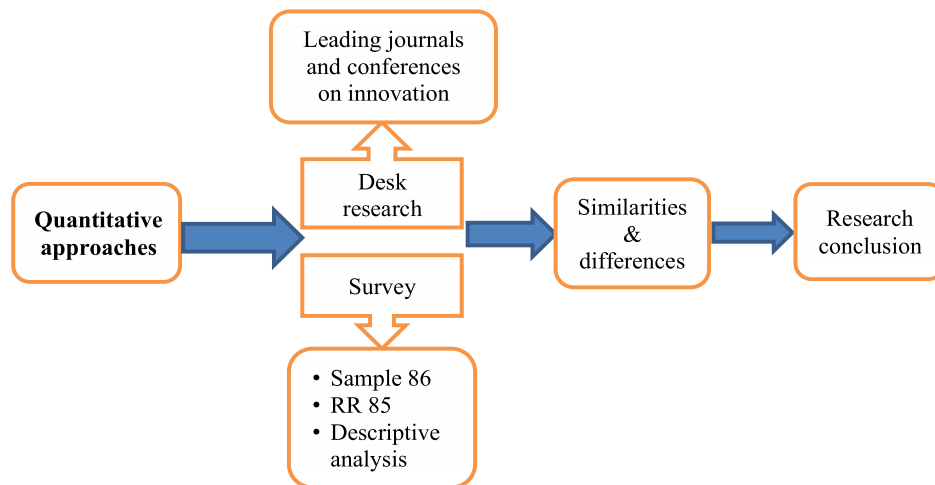 Leading journals
and conferences
on innovation
Desk
research
Quantitative
approaches
Similarities
&
differences
Research
conclusion
Survey
• Sample 86
• RR 85
• Descriptive
analysis